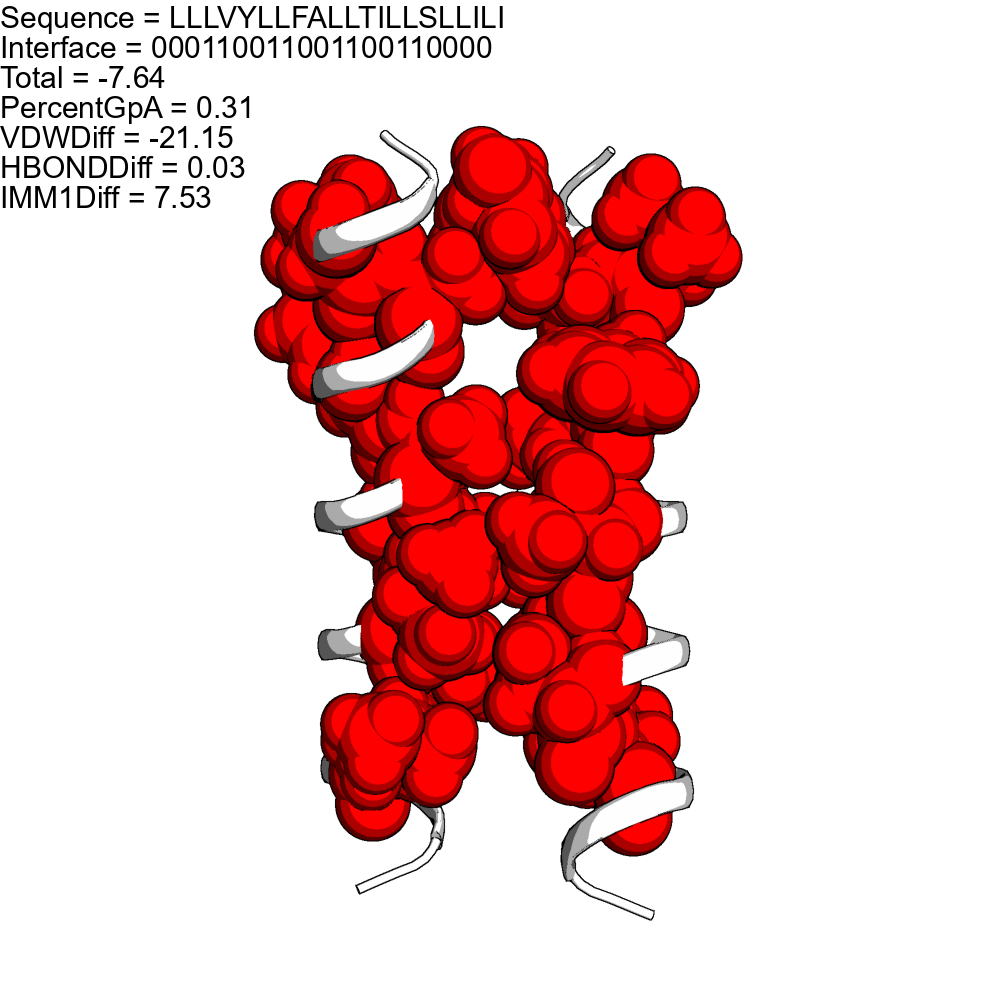 Sequence = LLLVYLLFALLTILLSLLILI
Interface = 000110011001100110000
Total = -7.64
PercentGpA = 0.31
VDWDiff = -21.15
HBONDDiff = 0.03
IMM1Diff = 7.53